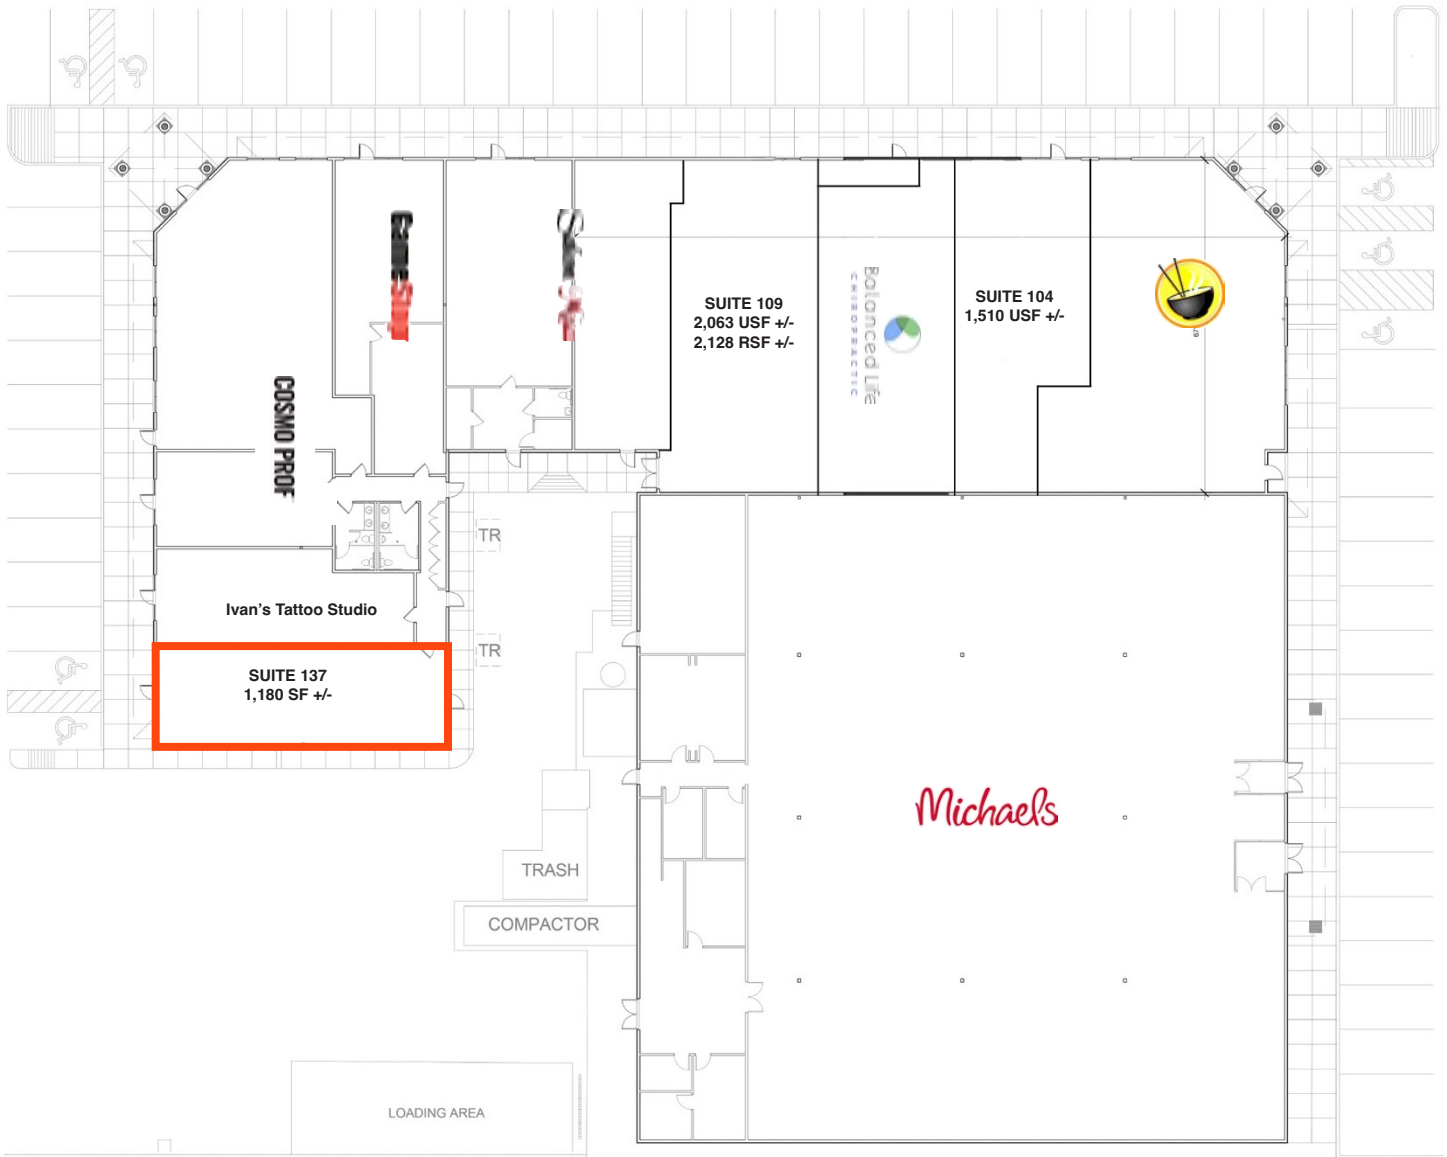 SUITE 109
2,063 USF +/-
2,128 RSF +/-
Balanced Life
CHIROPRACTIC
SUITE 104
1,510 USF +/-
COSMO PROF
TR
Ivan's Tattoo Studio
TR
SUITE 137
1,180 SF +/-
Michaels
TRASH
COMPACTOR
LOADING AREA